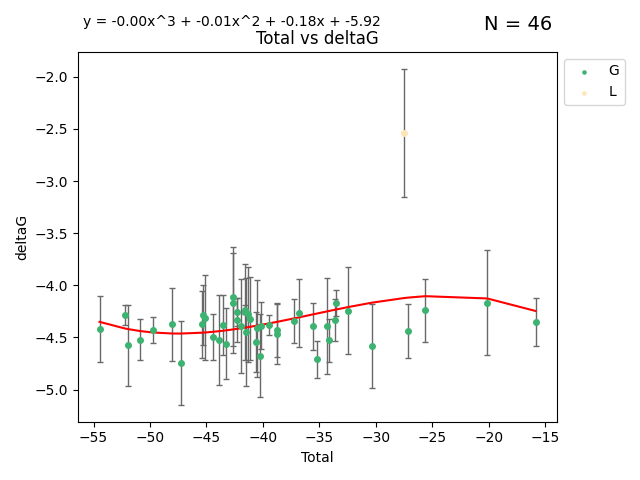 y = -0.00x^3 + -0.01x^2 + -0.18x + -5.92
N = 46
Total vs deltaG
G
L
−2.0
−2.5
−3.0
−3.5
−4.0
−4.5
−5.0
deltaG
−55 −50 −45 −40 −35 −30 −25 −20 −15
Total